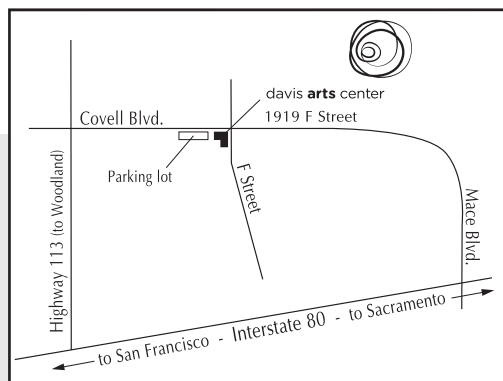 davis arts center
1919 F Street
Covell Blvd.
Parking lot
F Street
Highway 113 (to Woodland)
Mace Blvd.
to San Francisco - Interstate 80 - to Sacramento